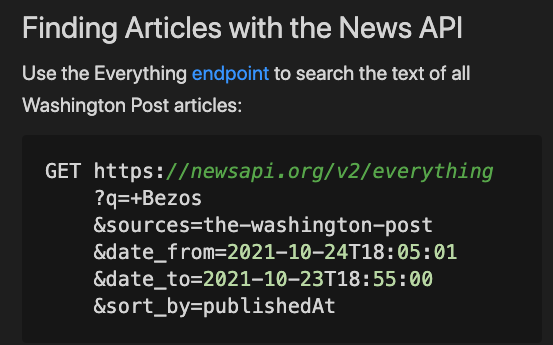 Finding Articles with the News API
Use the Everything endpoint to search the text of all
Washington Post articles:
GET https://newsapi.org/v2/everything
?q=+Bezos
&sources=the-washington-post
&date_from=2021-10-24T18:05:01
&date_to=2021-10-23T18:55:00
&sort_by=publishedAt